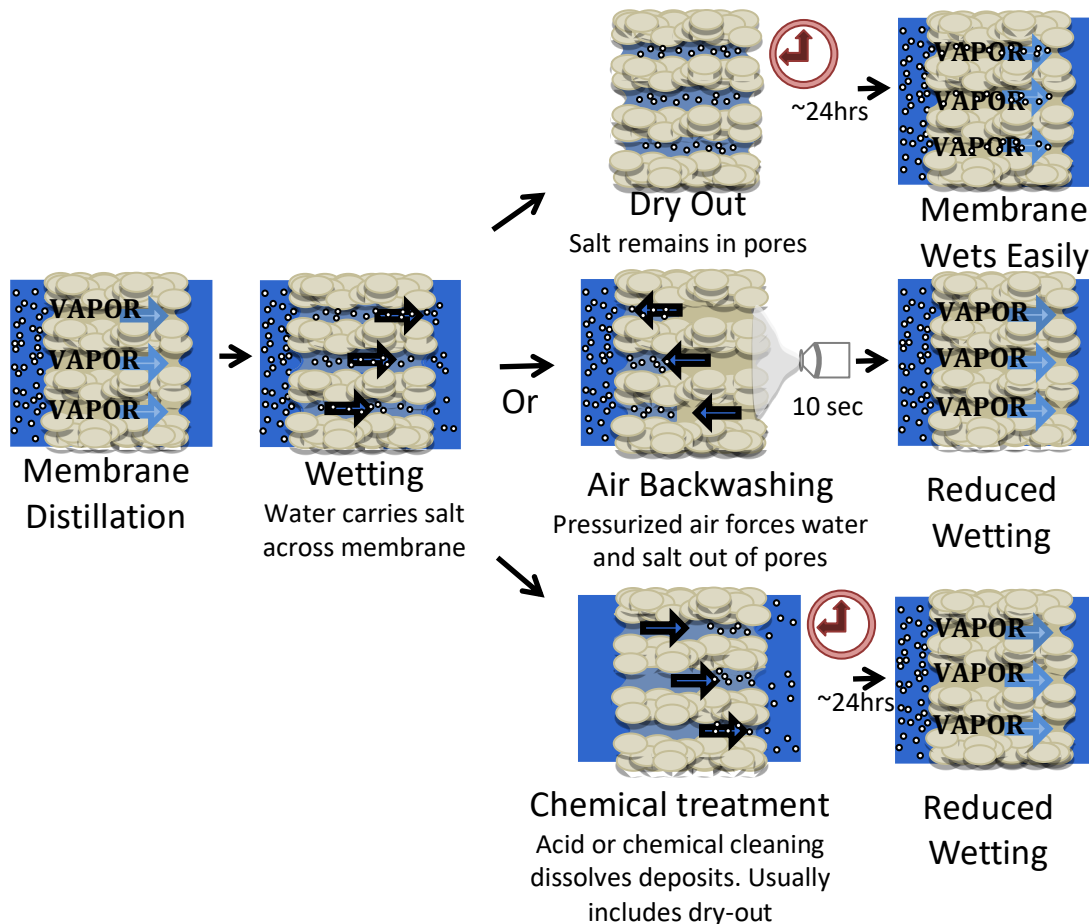 VAPOR
VAPOR
VAPOR
Membrane
Distillation
Wetting
Water carries salt
across membrane
Or
~24hrs
Dry Out
Salt remains in pores
VAPOR
VAPOR
VAPOR
Membrane
Wets Easily
10 sec
Air Backwashing
Pressurized air forces water
and salt out of pores
VAPOR
VAPOR
VAPOR
Reduced
Wetting
~24hrs
Chemical treatment
Acid or chemical cleaning
dissolves deposits. Usually
includes dry-out
VAPOR
VAPOR
VAPOR
Reduced
Wetting